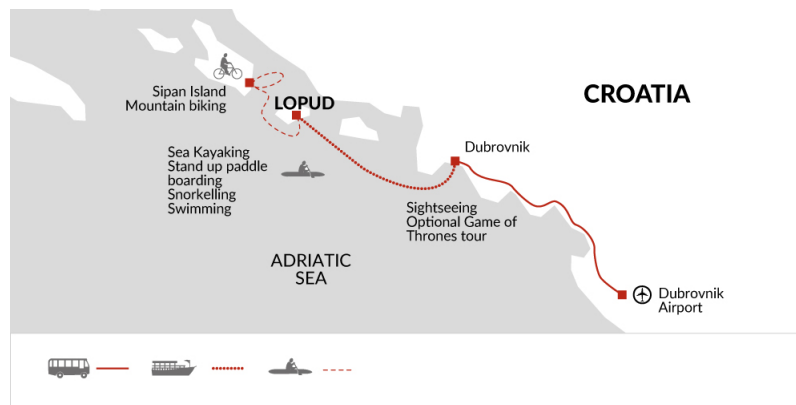 CROATIA
Sipan Island
Mountain biking
LOPUD
Dubrovnik
Sea Kayaking
Stand up paddle
boarding
Snorkelling
Swimming
Sightseeing
Optional Game of
Thrones tour
ADRIATIC
SEA
Dubrovnik
Airport